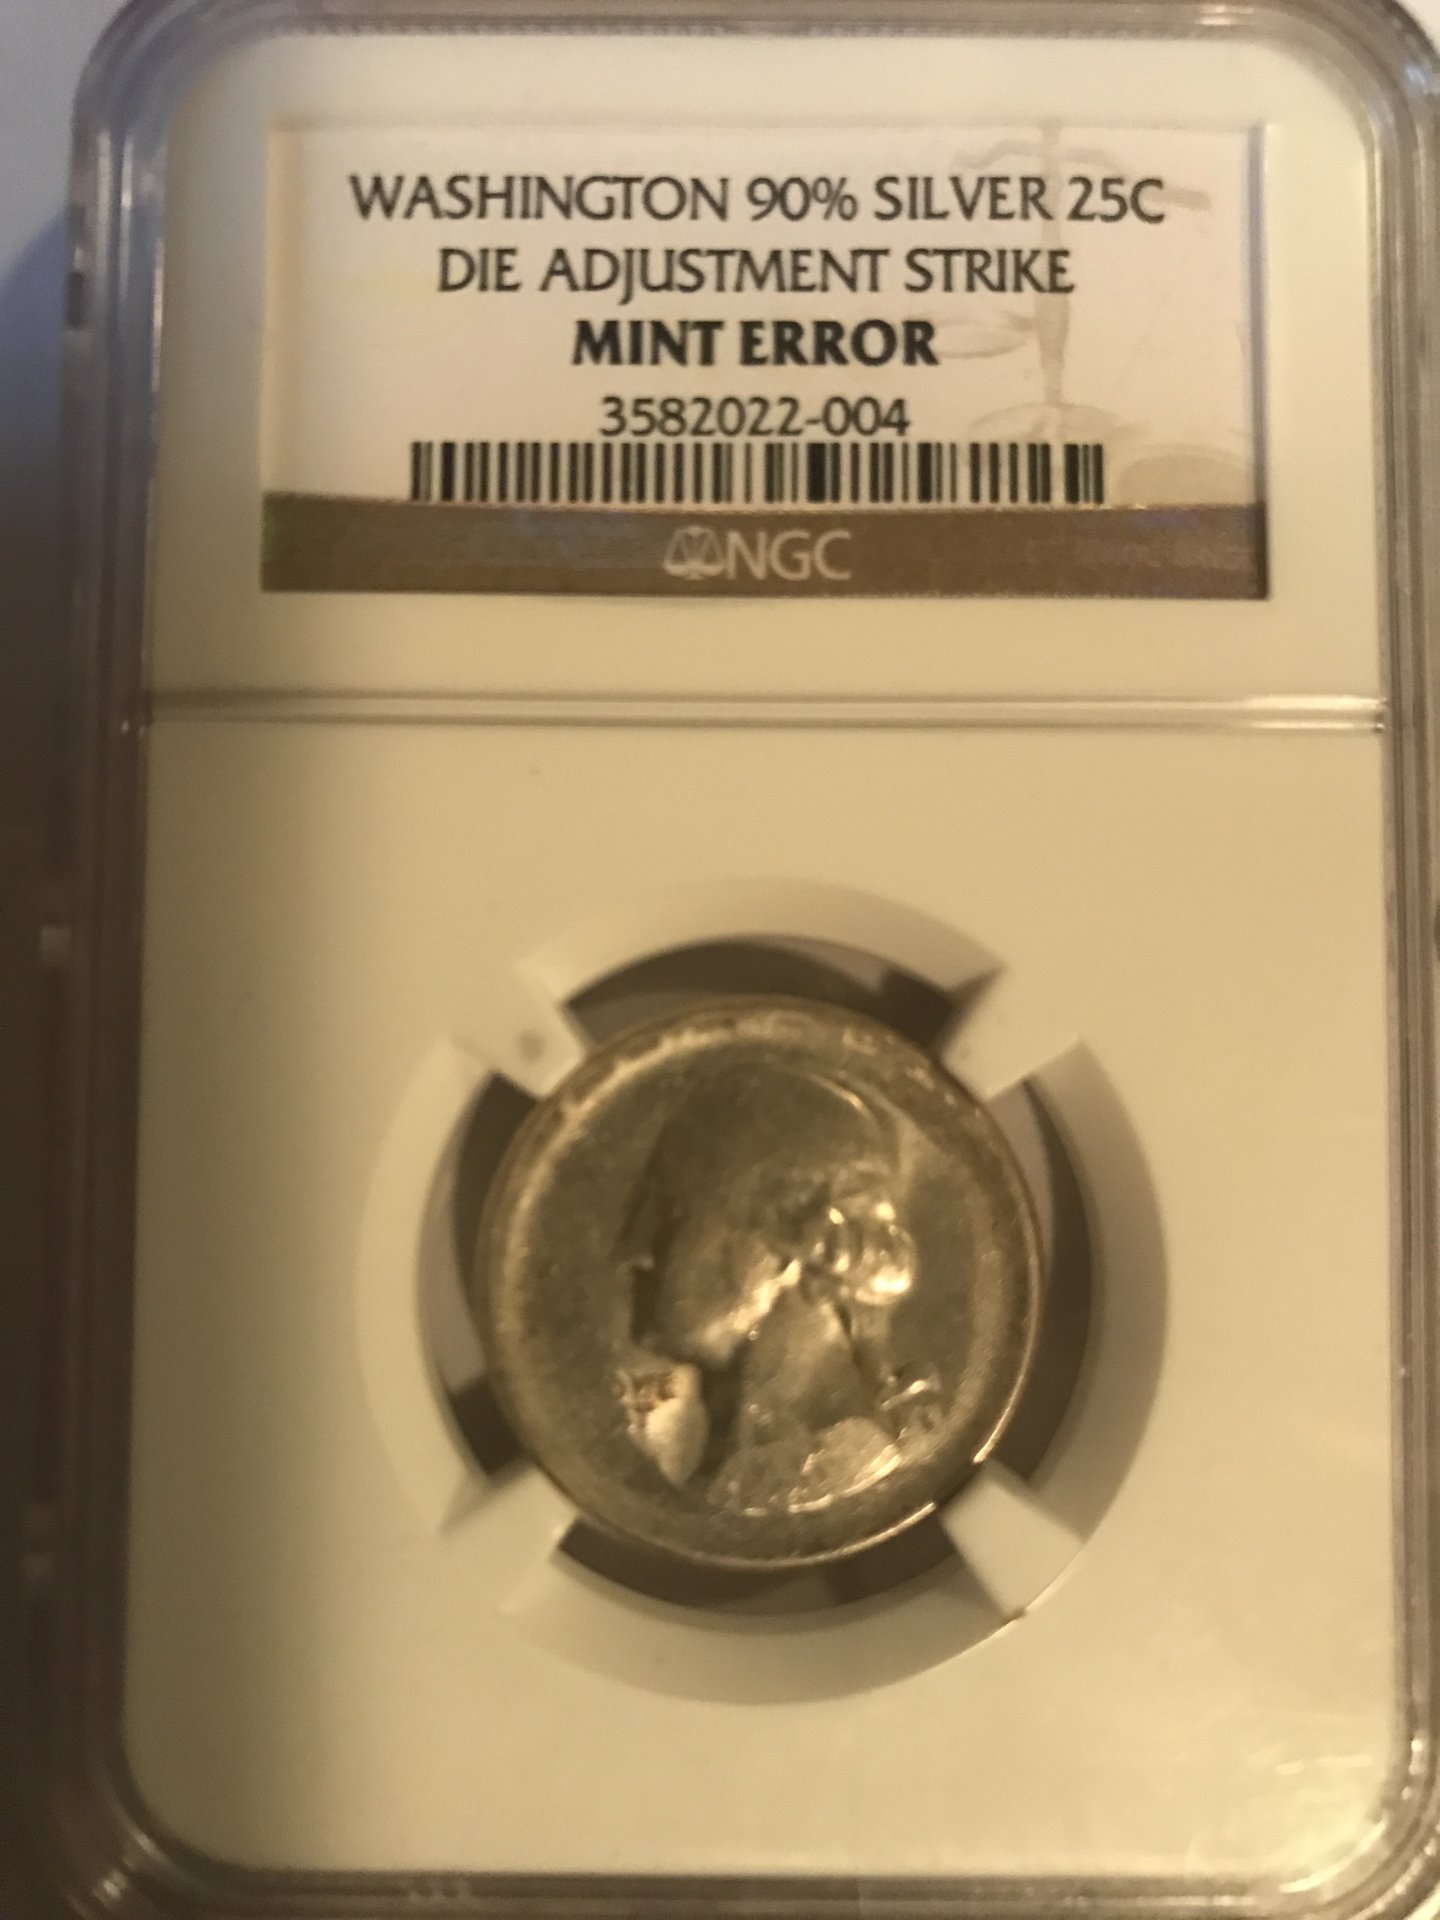 WASHINGTON 90% SILVER 25C
DIE ADJUSTMENT STRIKE
MINT ERROR
3582022-004
NGC